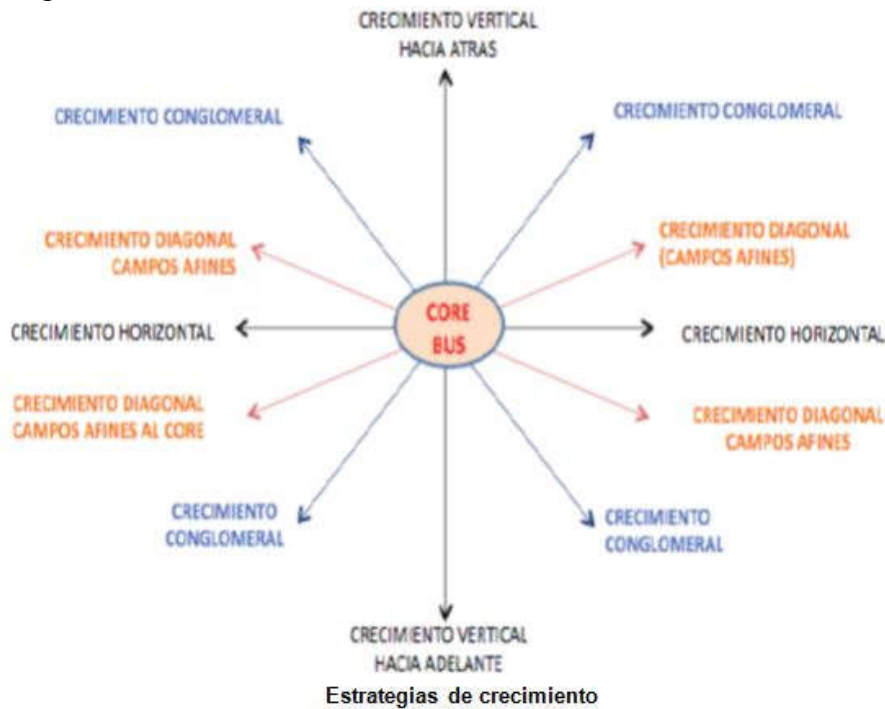 CRECIMIENTO VERTICAL
HACIA ATRAS
CRECIMIENTO CONGLOMERAL
CRECIMIENTO CONGLOMERAL
CRECIMIENTO DIAGONAL
CAMPOS AFINES
CRECIMIENTO DIAGONAL
(CAMPOS AFINES)
CORE
BUS
CRECIMIENTO HORIZONTAL
CRECIMIENTO HORIZONTAL
CRECIMIENTO DIAGONAL
CAMPOS AFINES AL CORE
CRECIMIENTO DIAGONAL
CAMPOS AFINES
CRECIMIENTO
CONGLOMERAL
CRECIMIENTO
CONGLOMERAL
CRECIMIENTO VERTICAL
HACIA ADELANTE
Estrategias de crecimiento